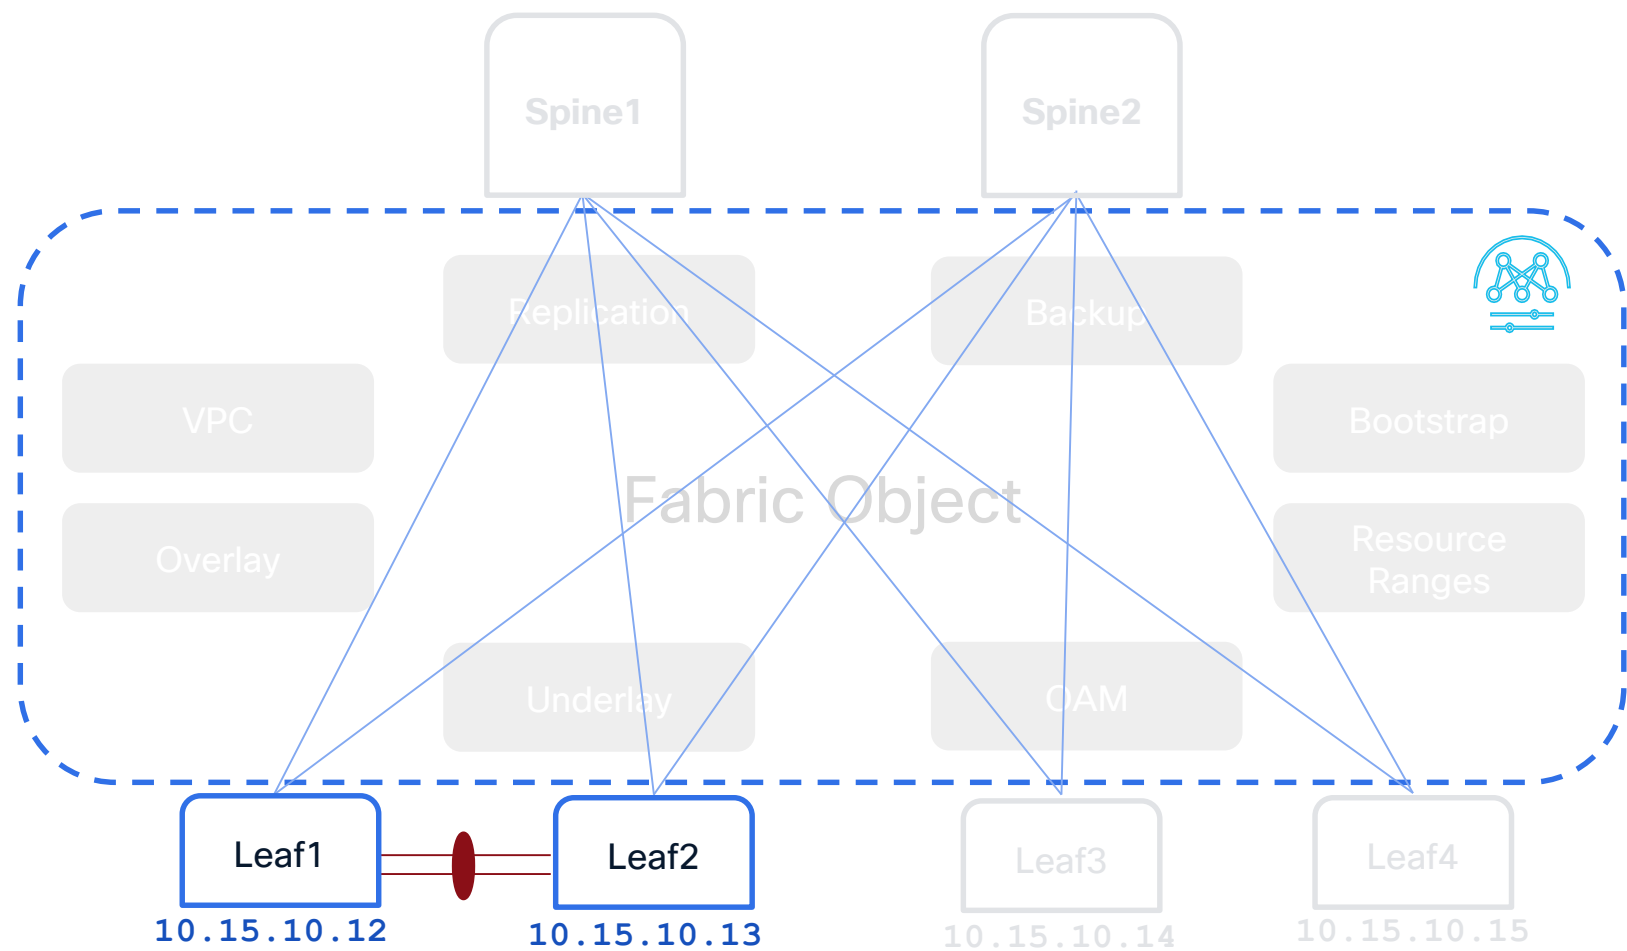 Spine1
Spine2
Replication
Backup
VPC
Bootstrap
Fabric Object
Overlay
Resource
Ranges
Underlay
OAM
Leaf1
Leaf2
Leaf3
Leaf4
10.15.10.12
10.15.10.13
10.15.10.14
10.15.10.15